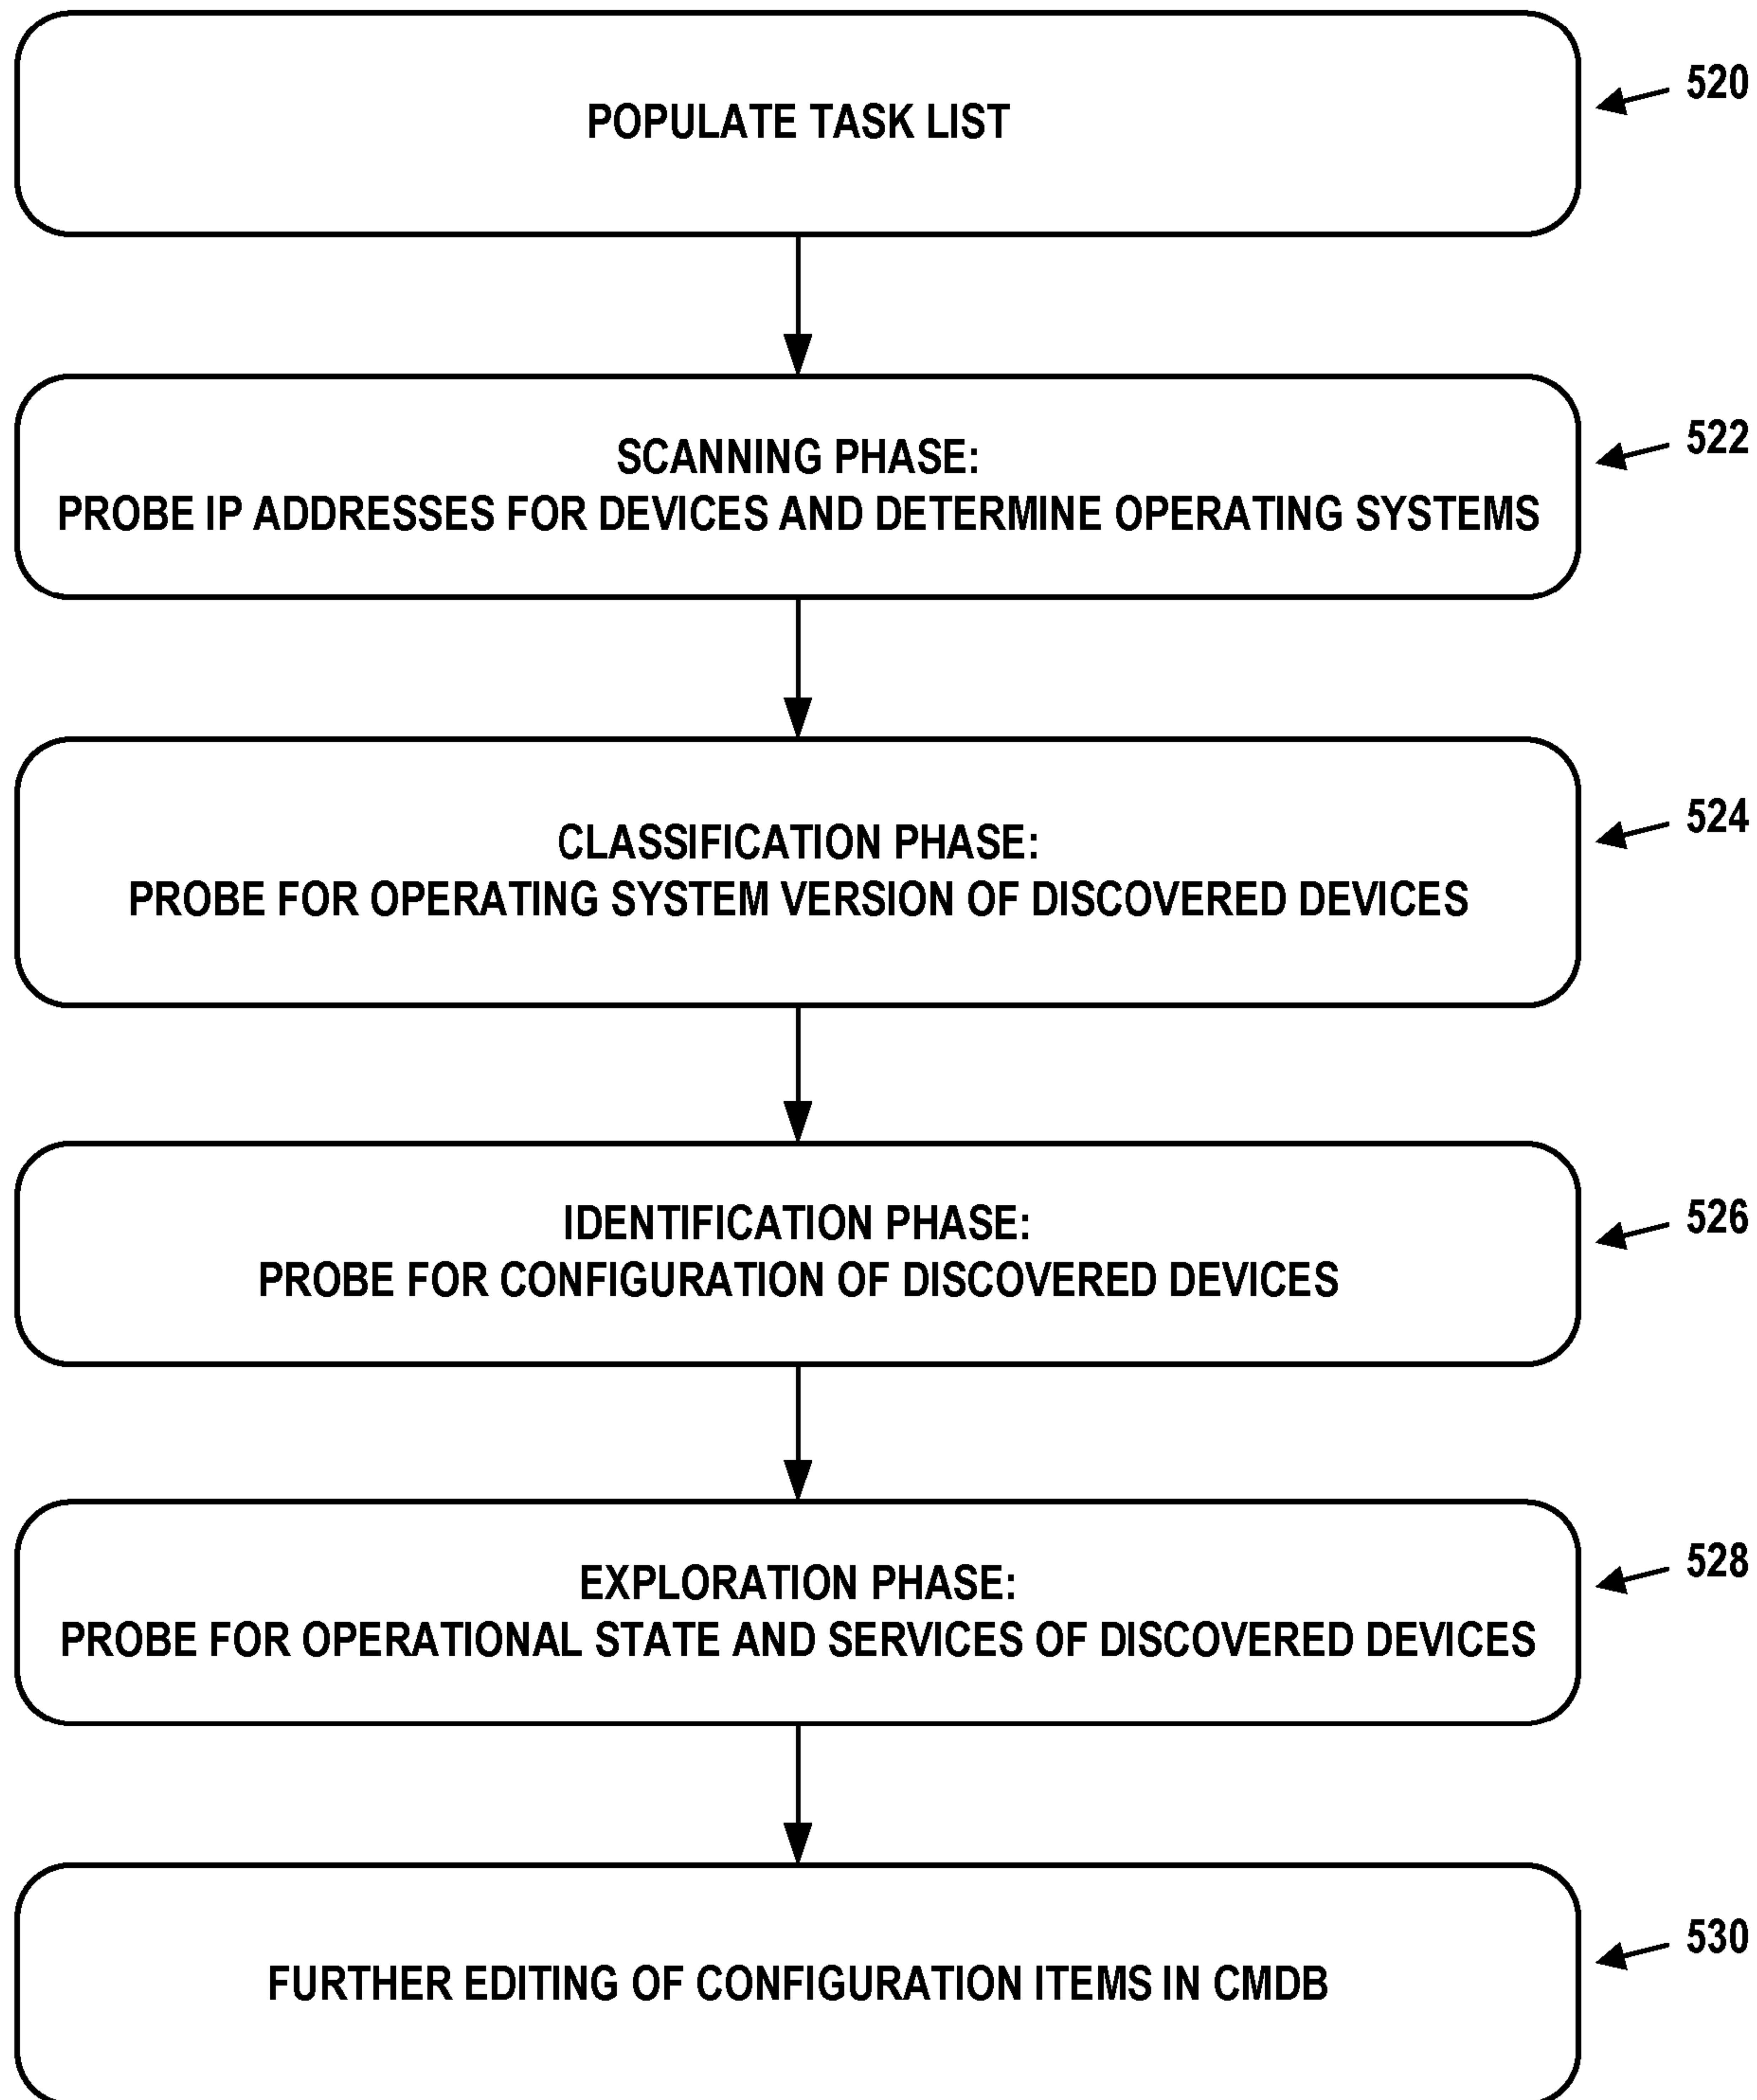 POPULATE TASK LIST
520
SCANNING PHASE:
PROBE IP ADDRESSES FOR DEVICES AND DETERMINE OPERATING SYSTEMS
522
CLASSIFICATION PHASE:
PROBE FOR OPERATING SYSTEM VERSION OF DISCOVERED DEVICES
524
IDENTIFICATION PHASE:
PROBE FOR CONFIGURATION OF DISCOVERED DEVICES
526
EXPLORATION PHASE:
PROBE FOR OPERATIONAL STATE AND SERVICES OF DISCOVERED DEVICES
528
FURTHER EDITING OF CONFIGURATION ITEMS IN CMDB
530